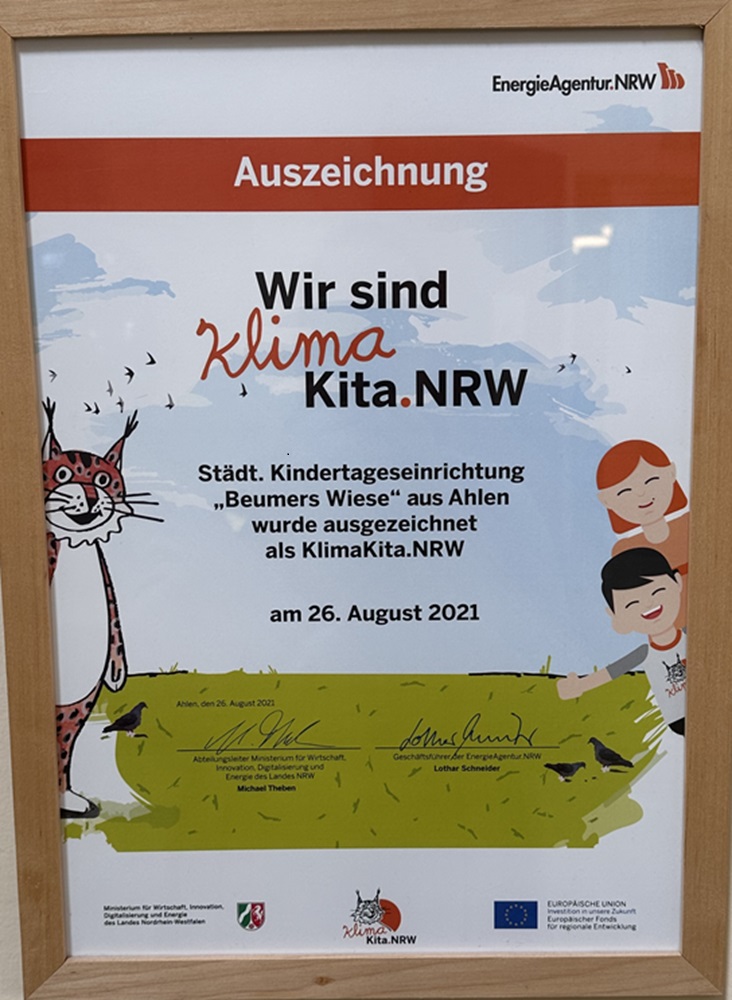 EnergieAgentur.NRW
Auszeichnung
Wir sind
Klima
Kita.NRW
Städt. Kindertageseinrichtung
„Beumers Wiese“ aus Ahlen
wurde ausgezeichnet
als KlimaKita.NRW
am 26. August 2021
Ahlen, den 26. August 2021
Abteilungsleiter Ministerium für Wirtschaft,
Innovation, Digitalisierung und
Energie des Landes NRW
Michael Theben
Geschäftsführer der EnergieAgentur.NRW
Lothar Schneider
Klima
Ministerium für Wirtschaft, Innovation,
Digitalisierung und Energie
des Landes Nordrhein-Westfalen
Klima
Kita.NRW
EUROPÄISCHE UNION
Investition in unsere Zukunft
Europäischer Fonds
für regionale Entwicklung